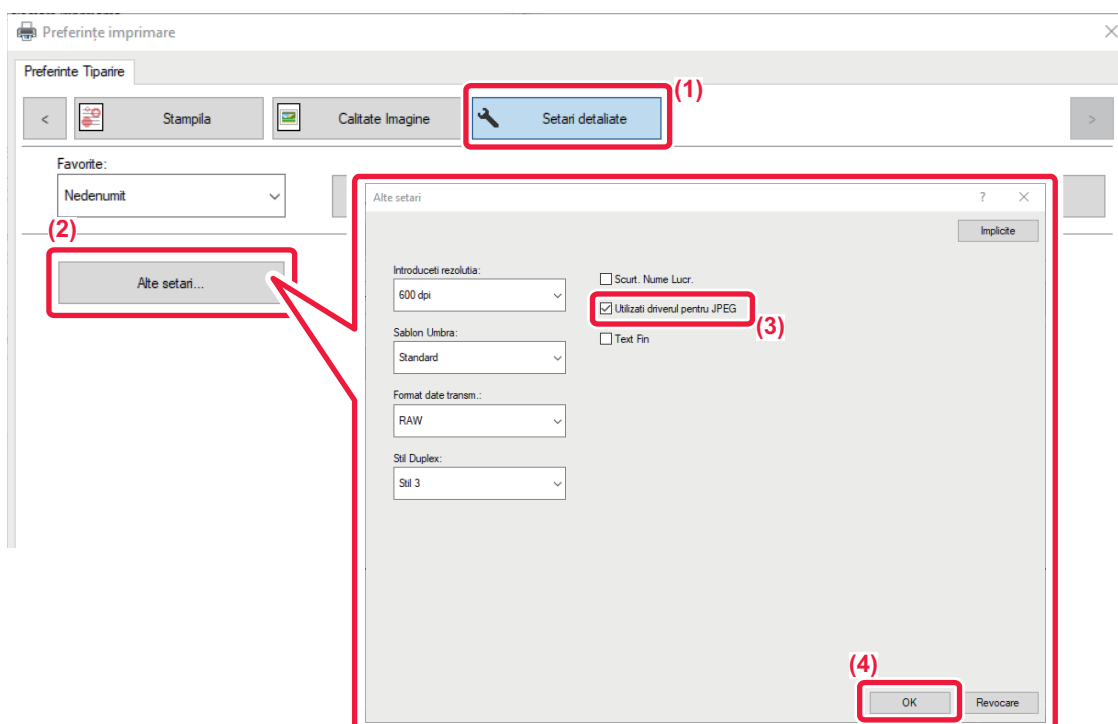 Preferințe imprimare
Preferinte Tiparire
(1)
<
Stampila
Calitate Imagine
Setari detaliate
>
Favorite:
Nedenumit
(2)
Alte setari...
Alte setari
?
Implicite
Introduceti rezolutia:
600 dpi
Sablon Umbra:
Standard
Format date transm.:
RAW
Stil Duplex:
Stil 3
Scurt. Nume Lucr.
Utilizati driverul pentru JPEG
(3)
Text Fin
(4)
OK
Revocare